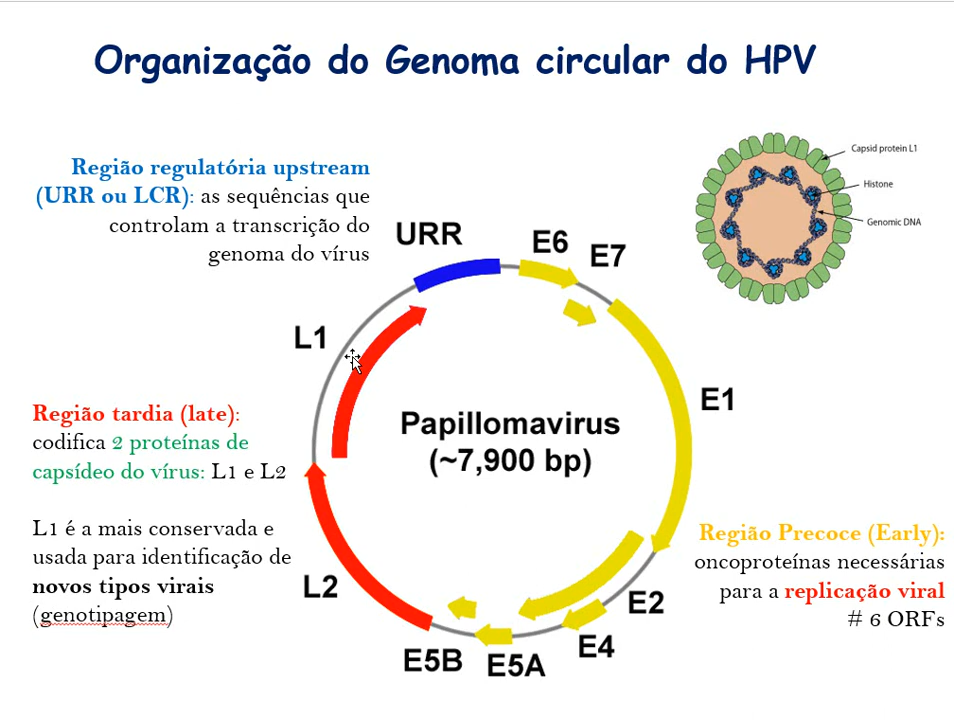 Organização do Genoma circular do HPV
Região regulatória upstream
(URR ou LCR): as sequências que
controlam a transcrição do
genoma do vírus
Capsid protein L1
Histone
Genomic DNA
URR
E6
E7
L1
E1
Papillomavirus
(~7,900 bp)
Região tardia (late):
codifica 2 proteínas de
capsídeo do vírus: L1 e L2
L1 é a mais conservada e
usada para identificação de
novos tipos virais
(genotipagem)
Região Precoce (Early):
oncoproteínas necessárias
para a replicação viral
# 6 ORFs
L2
E2
E4
E5B
E5A